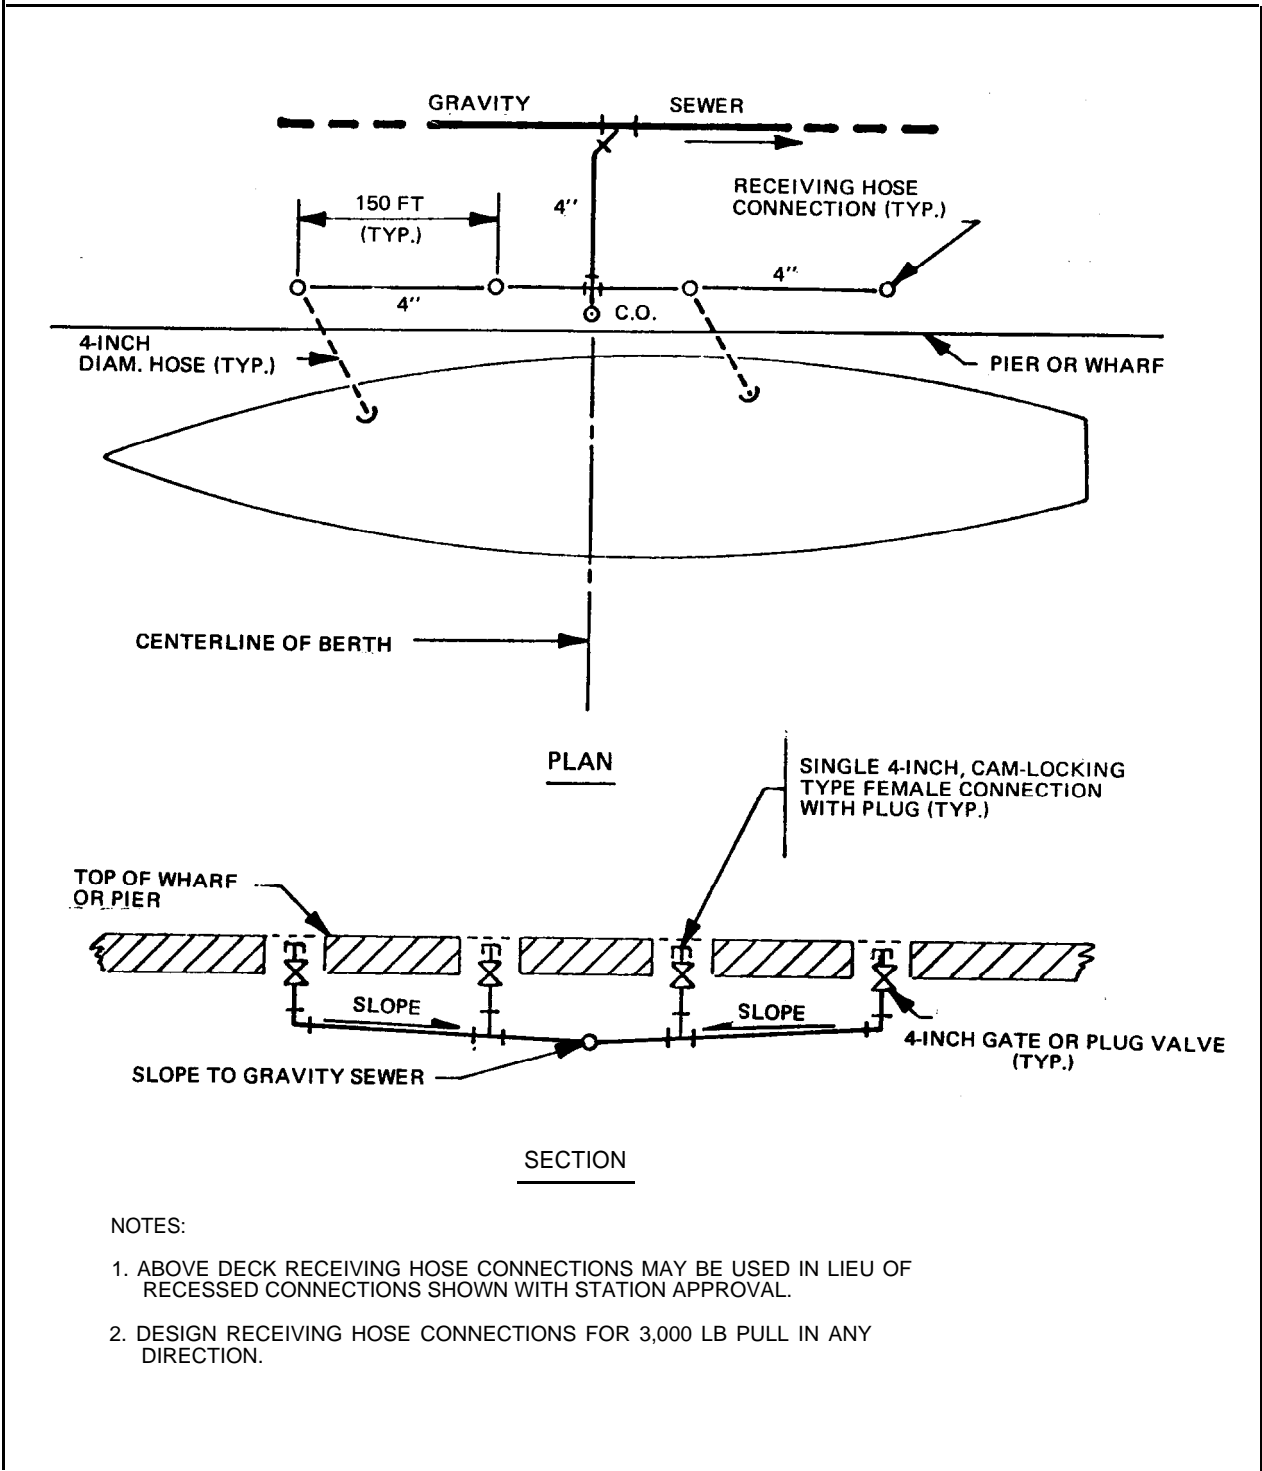 GRAVITY SEWER
RECEIVING HOSE
CONNECTION (TYP.)
150 FT
(TYP.)
4''
4''
4''
C.O.
4-INCH
DIAM. HOSE (TYP.)
PIER OR WHARF
CENTERLINE OF BERTH
PLAN
SINGLE 4-INCH, CAM-LOCKING
TYPE FEMALE CONNECTION
WITH PLUG (TYP.)
TOP OF WHARF
OR PIER
SLOPE
SLOPE
4-INCH GATE OR PLUG VALVE
(TYP.)
SLOPE TO GRAVITY SEWER
SECTION
NOTES:
1. ABOVE DECK RECEIVING HOSE CONNECTIONS MAY BE USED IN LIEU OF
RECESSED CONNECTIONS SHOWN WITH STATION APPROVAL.
2. DESIGN RECEIVING HOSE CONNECTIONS FOR 3,000 LB PULL IN ANY
DIRECTION.